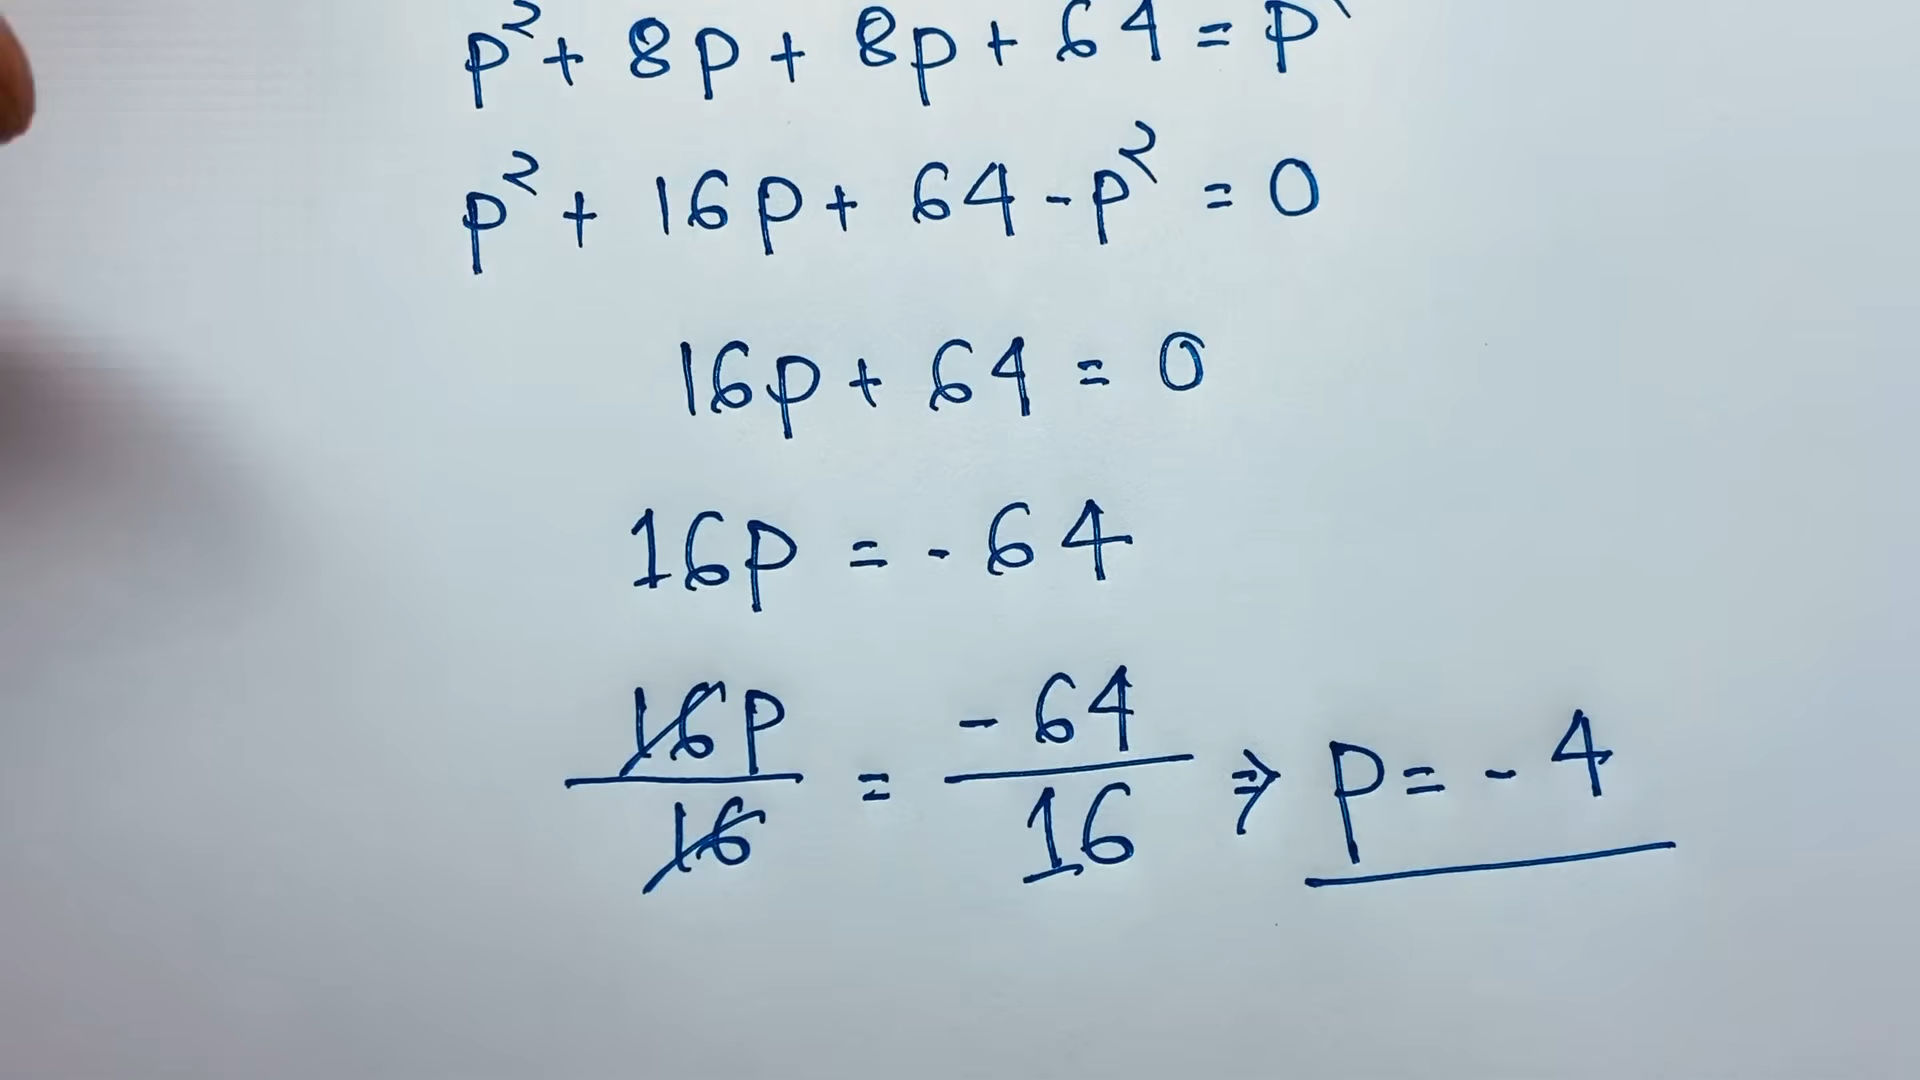 p² + 8p + 8p + 64 = p
p² + 16p + 64 - p² = 0
16p + 64 = 0
16p = - 64
16p/16 = - 64/16 ⇒ p = - 4